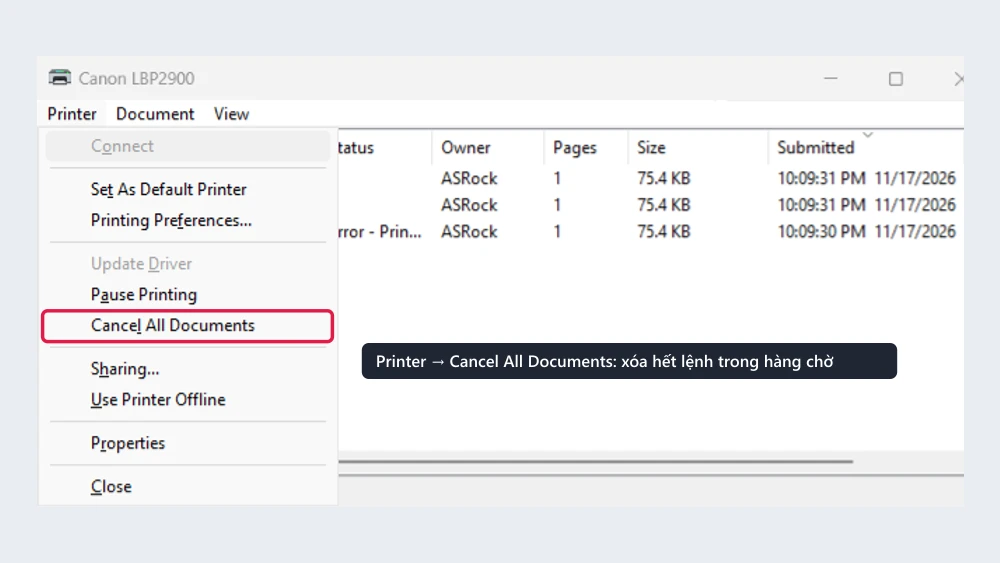 Canon LBP2900
Printer Document View
Connect
Set As Default Printer
Printing Preferences...
Update Driver
Pause Printing
Cancel All Documents
Sharing...
Use Printer Offline
Properties
Close
tatus Owner Pages Size Submitted
ASRock 1 75.4 KB 10:09:31 PM 11/17/2026
ASRock 1 75.4 KB 10:09:31 PM 11/17/2026
rror - Prin... ASRock 1 75.4 KB 10:09:30 PM 11/17/2026
Printer → Cancel All Documents: xóa hết lệnh trong hàng chờ